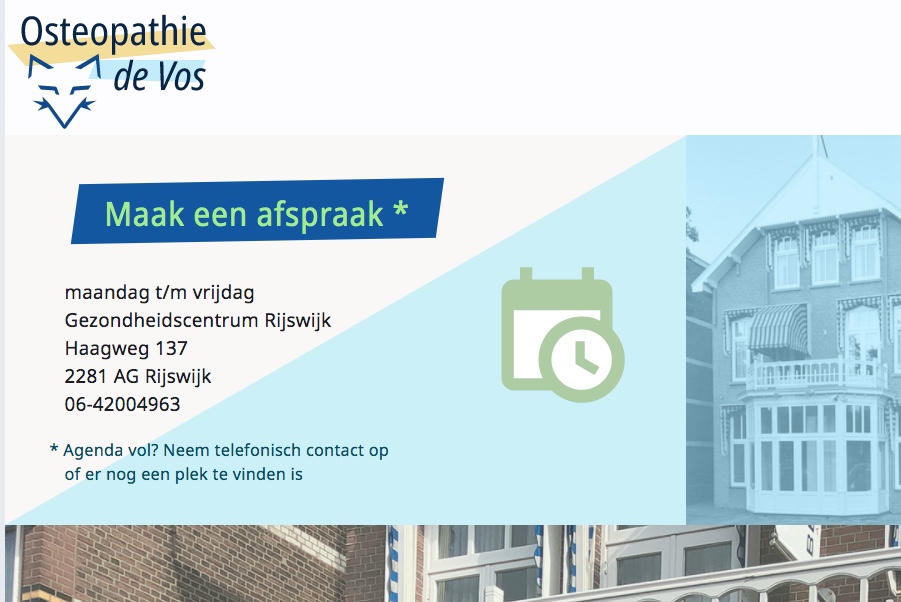 Osteopathie
de Vos
Maak een afspraak *
maandag t/m vrijdag
Gezondheidscentrum Rijswijk
Haagweg 137
2281 AG Rijswijk
06-42004963
* Agenda vol? Neem telefonisch contact op
of er nog een plek te vinden is